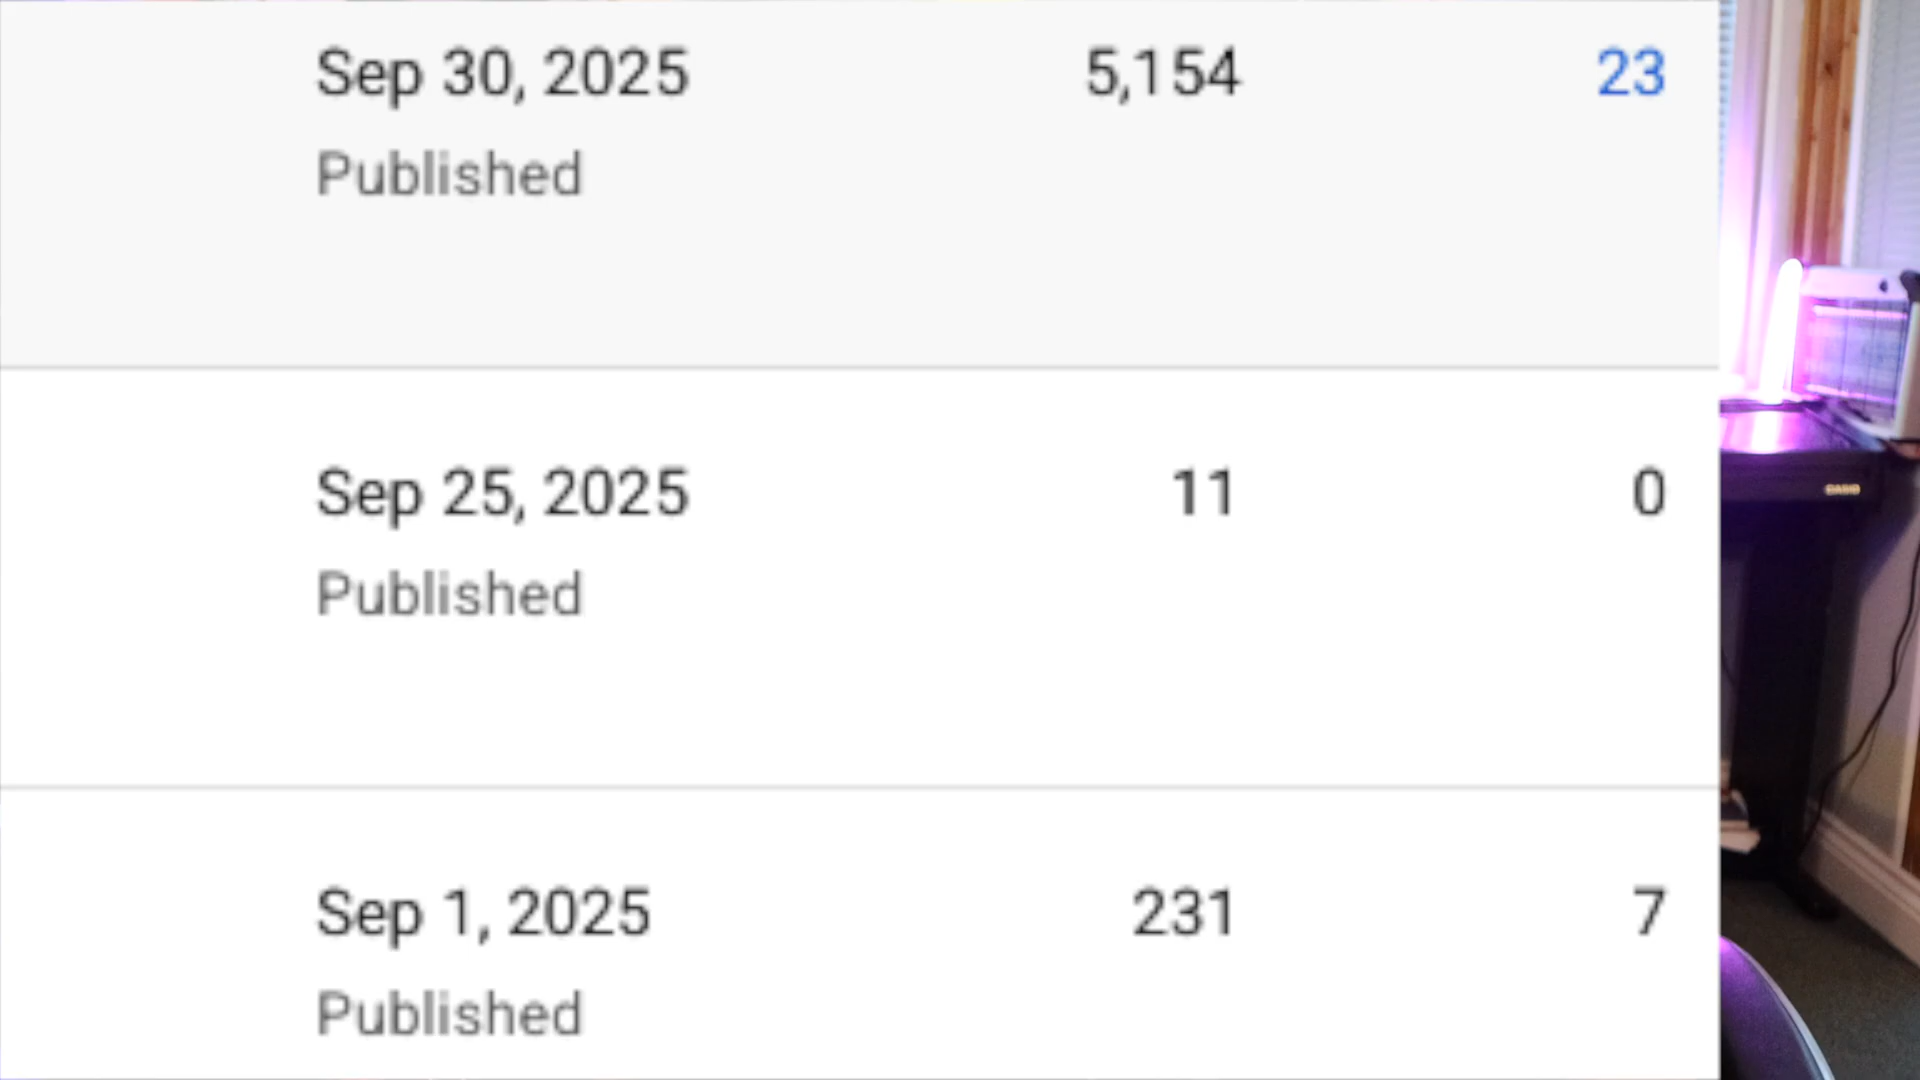 Sep 30, 2025 5,154 23
Published
Sep 25, 2025 11 0
Published
Sep 1, 2025 231 7
Published
CASIO